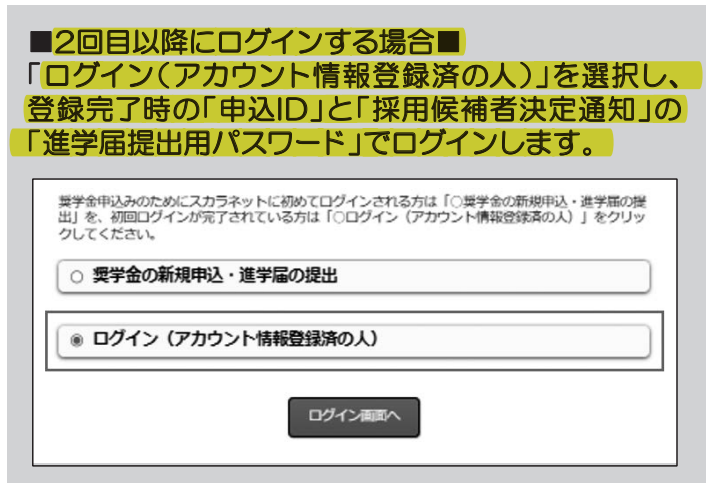 ■2回目以降にログインする場合■
「ログイン(アカウント情報登録済の人)」を選択し、
登録完了時の「申込ID」と「採用候補者決定通知」の
「進学届提出用パスワード」でログインします。
奨学金申込みのためにスカラネットに初めてログインされる方は「○奨学金の新規申込・進学届の提
出」を、初回ログインが完了されている方は「○ログイン（アカウント情報登録済の人）」をクリッ
クしてください。
奨学金の新規申込・進学届の提出
ログイン（アカウント情報登録済の人）
ログイン画面へ